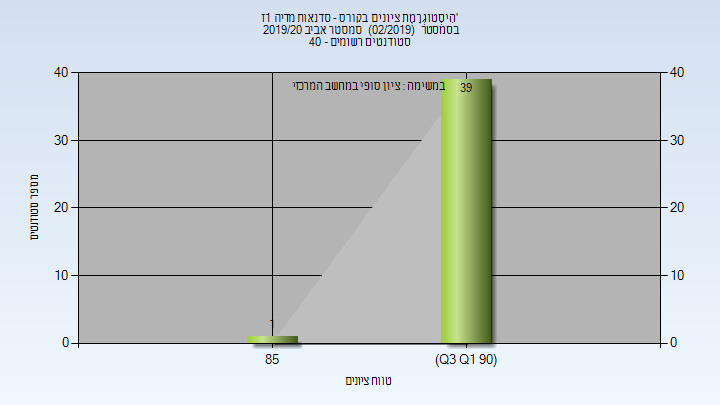 היסטוגרמת ציונים בקורס - סדנאות מדיה 1ז'
בסמסטר (02/2019) סמסטר אביב 2019/20
סטודנטים רשומים - 40
במשימה : ציון סופי במחשב המרכזי
40
30
20
10
0
40
30
20
10
0
מספר סטודנטים
1
39
85
(Q3 Q1 90)
טווח ציונים